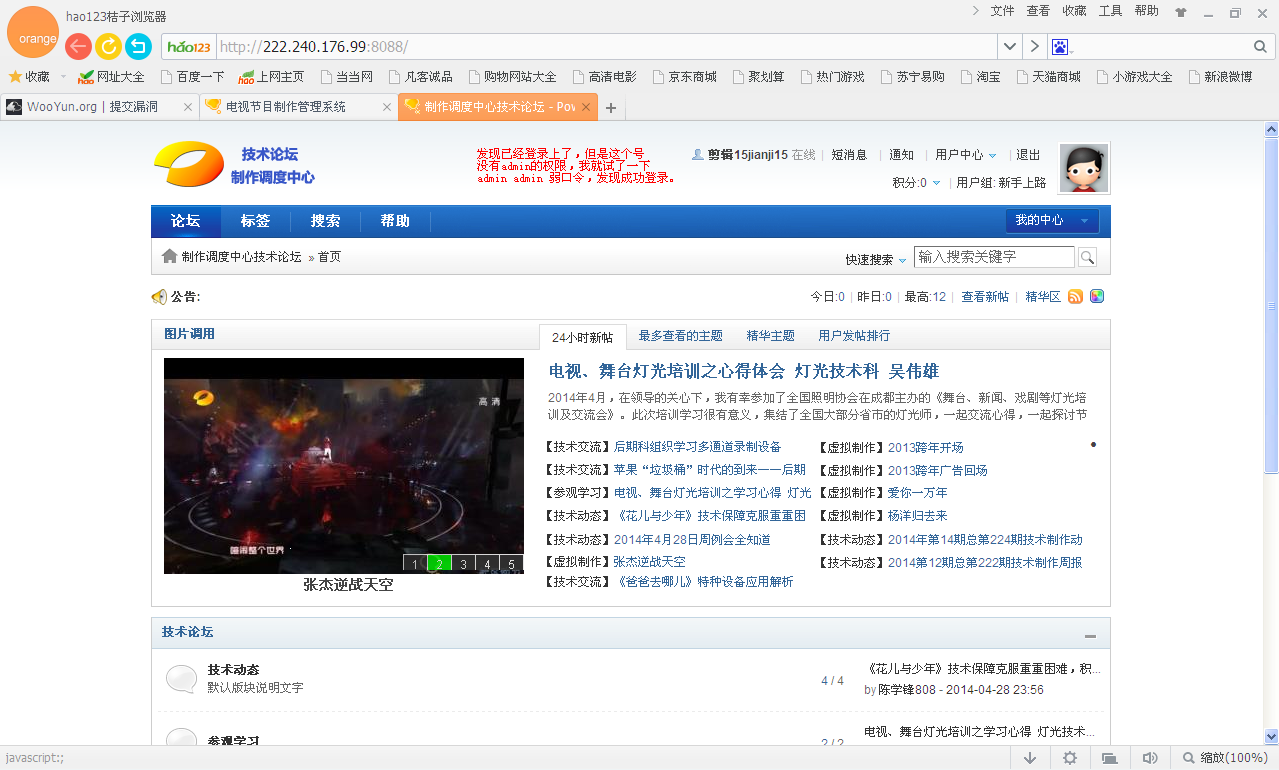 hao123桔子浏览器
文件 查看 收藏 工具 帮助
orange
hao123 http://222.240.176.99:8088/
收藏 网址大全 百度一下 上网主页 当当网 凡客诚品 购物网站大全 高清电影 京东商城 聚划算 热门游戏 苏宁易购 淘宝 天猫商城 小游戏大全 新浪微博
WooYun.org | 提交漏洞 电视节目制作管理系统 制作调度中心技术论坛 - Pow
技术论坛
制作调度中心
发现已经登录上了，但是这个号
没有admin的权限，我就试了一下
admin admin 弱口令，发现成功登录。
剪辑15jianji15 在线 | 短消息 | 通知 | 用户中心 | 退出
积分:0 | 用户组: 新手上路
论坛 标签 搜索 帮助 我的中心
制作调度中心技术论坛 » 首页
快速搜索 输入搜索关键字
公告:
今日:0 | 昨日:0 | 最高:12 | 查看新帖 | 精华区
图片调用
24小时新帖 最多查看的主题 精华主题 用户发帖排行
高清
唯闹整个世界
1 2 3 4 5
张杰逆战天空
电视、舞台灯光培训之心得体会 灯光技术科 吴伟雄
2014年4月，在领导的关心下，我有幸参加了全国照明协会在成都主办的《舞台、新闻、戏剧等灯光培
训及交流会》。此次培训学习很有意义，集结了全国大部分省市的灯光师，一起交流心得，一起探讨节
【技术交流】后期科组织学习多通道录制设备
【技术交流】苹果“垃圾桶”时代的到来——后期
【参观学习】电视、舞台灯光培训之学习心得 灯光
【技术动态】《花儿与少年》技术保障克服重重困
【技术动态】2014年4月28日周例会全知道
【虚拟制作】张杰逆战天空
【技术交流】《爸爸去哪儿》特种设备应用解析
【虚拟制作】2013跨年开场
【虚拟制作】2013跨年广告回场
【虚拟制作】爱你一万年
【虚拟制作】杨洋归去来
【技术动态】2014年第14期总第224期技术制作动
【技术动态】2014第12期总第222期技术制作周报
技术论坛
技术动态
默认版块说明文字
4 / 4
《花儿与少年》技术保障克服重重困难，积...
by 陈学锋808 - 2014-04-28 23:56
参观学习
2 / 2
电视、舞台灯光培训之学习心得 灯光技术...
javascript:;
缩放(100%)